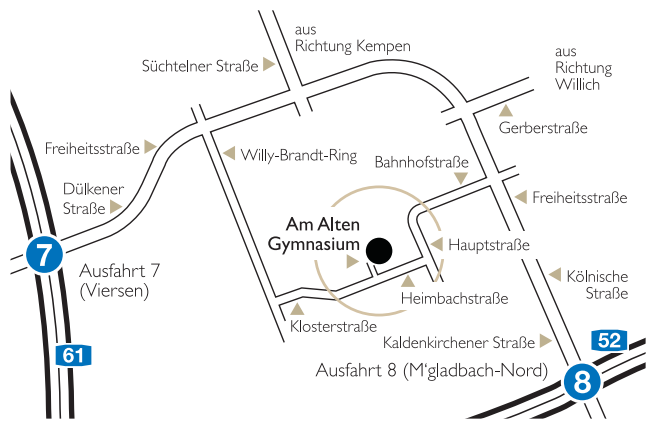 aus
Richtung Kempen
Süchtelner Straße
aus
Richtung
Willich
Gerberstraße
Freiheitsstraße
Willy-Brandt-Ring
Bahnhofstraße
Dülkener
Straße
Freiheitsstraße
Am Alten
Gymnasium
Hauptstraße
7
Ausfahrt 7
(Viersen)
Kölnische
Straße
Heimbachstraße
Klosterstraße
Kaldenkirchener Straße
52
61
Ausfahrt 8 (M'gladbach-Nord)
8